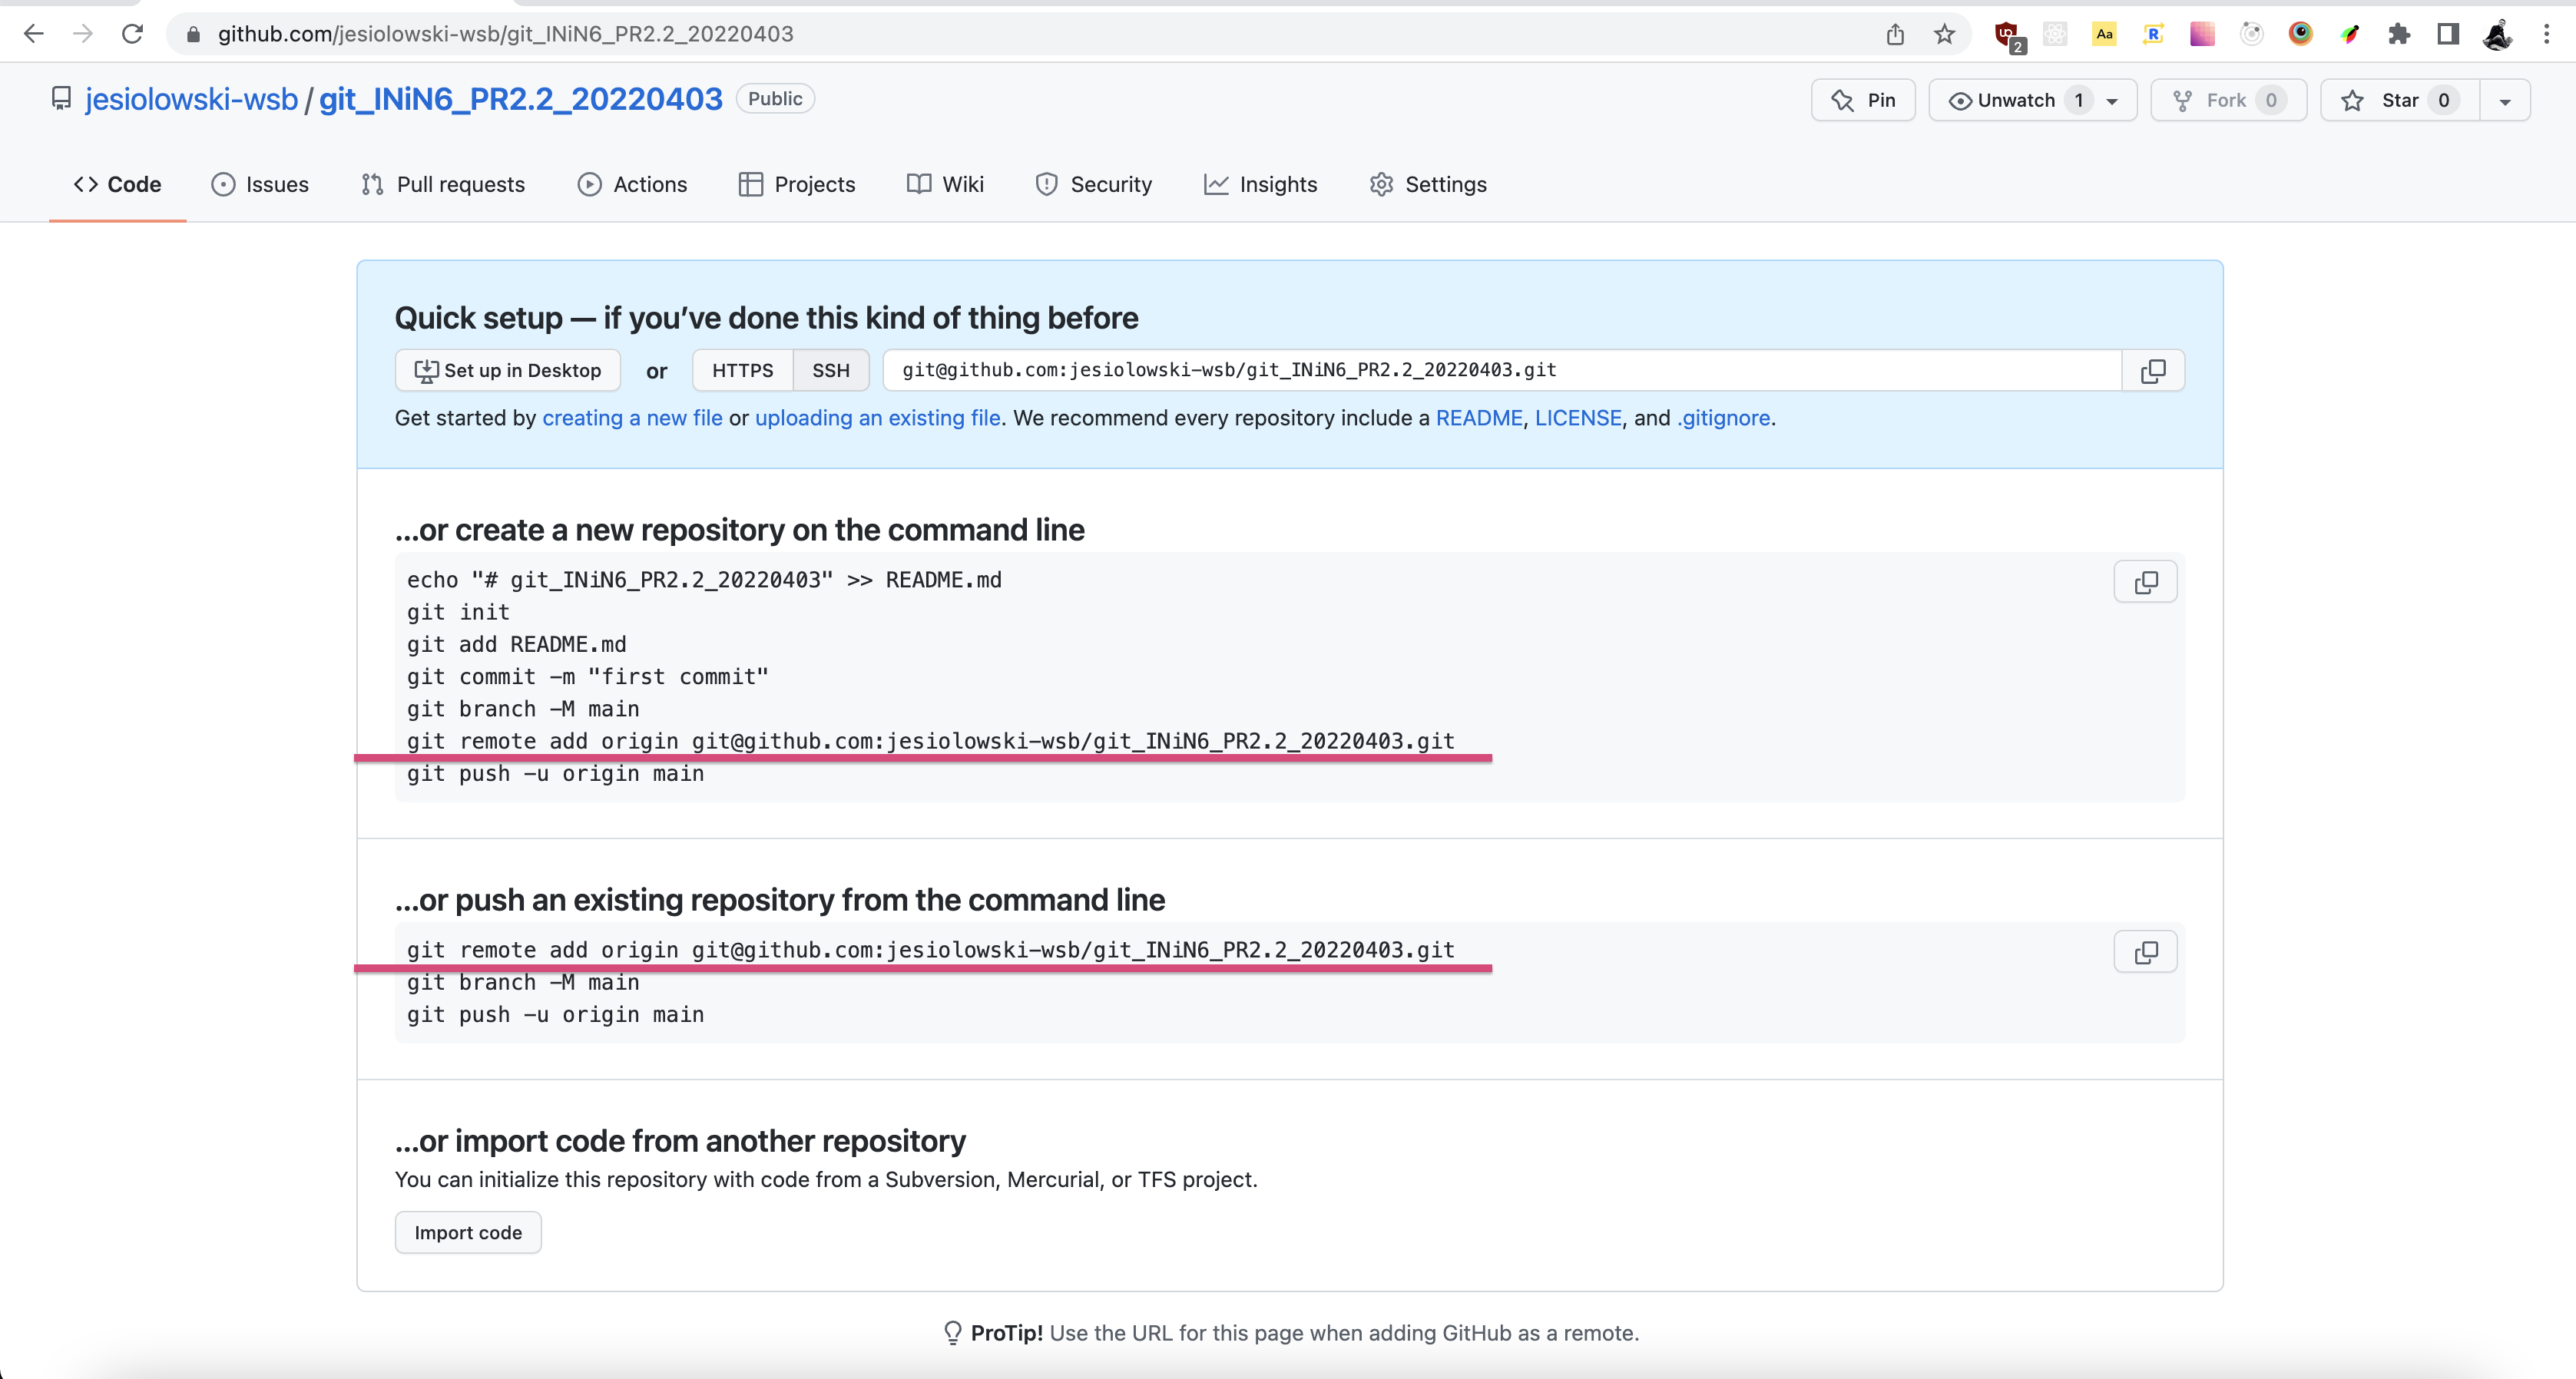 github.com/jesiolowski-wsb/git_INiN6_PR2.2_20220403
2
Aa
R
jesiolowski-wsb / git_INiN6_PR2.2_20220403 Public
Pin
Unwatch 1
Fork 0
Star 0
<> Code
Issues
Pull requests
Actions
Projects
Wiki
Security
Insights
Settings
Quick setup — if you’ve done this kind of thing before
Set up in Desktop or HTTPS SSH git@github.com:jesiolowski-wsb/git_INiN6_PR2.2_20220403.git
Get started by creating a new file or uploading an existing file. We recommend every repository include a README, LICENSE, and .gitignore.
…or create a new repository on the command line
echo "# git_INiN6_PR2.2_20220403" >> README.md
git init
git add README.md
git commit -m "first commit"
git branch -M main
git remote add origin git@github.com:jesiolowski-wsb/git_INiN6_PR2.2_20220403.git
git push -u origin main
…or push an existing repository from the command line
git remote add origin git@github.com:jesiolowski-wsb/git_INiN6_PR2.2_20220403.git
git branch -M main
git push -u origin main
…or import code from another repository
You can initialize this repository with code from a Subversion, Mercurial, or TFS project.
Import code
ProTip! Use the URL for this page when adding GitHub as a remote.